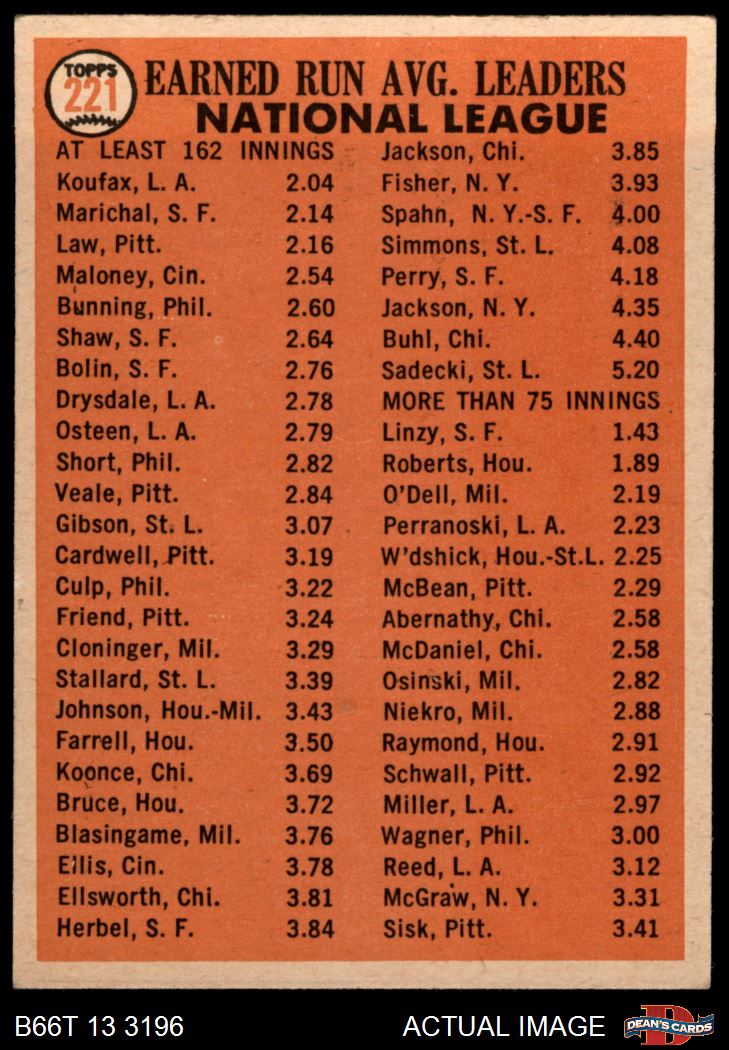 TOPPS
221
EARNED RUN AVG. LEADERS
NATIONAL LEAGUE
AT LEAST 162 INNINGS
Koufax, L. A. 2.04
Marichal, S. F. 2.14
Law, Pitt. 2.16
Maloney, Cin. 2.54
Bunning, Phil. 2.60
Shaw, S. F. 2.64
Bolin, S. F. 2.76
Drysdale, L. A. 2.78
Osteen, L. A. 2.79
Short, Phil. 2.82
Veale, Pitt. 2.84
Gibson, St. L. 3.07
Cardwell, Pitt. 3.19
Culp, Phil. 3.22
Friend, Pitt. 3.24
Cloninger, Mil. 3.29
Stallard, St. L. 3.39
Johnson, Hou.-Mil. 3.43
Farrell, Hou. 3.50
Koonce, Chi. 3.69
Bruce, Hou. 3.72
Blasingame, Mil. 3.76
Ellis, Cin. 3.78
Ellsworth, Chi. 3.81
Herbel, S. F. 3.84
Jackson, Chi. 3.85
Fisher, N. Y. 3.93
Spahn, N. Y.-S. F. 4.00
Simmons, St. L. 4.08
Perry, S. F. 4.18
Jackson, N. Y. 4.35
Buhl, Chi. 4.40
Sadecki, St. L. 5.20
MORE THAN 75 INNINGS
Linzy, S. F. 1.43
Roberts, Hou. 1.89
O'Dell, Mil. 2.19
Perranoski, L. A. 2.23
W'dshick, Hou.-St.L. 2.25
McBean, Pitt. 2.29
Abernathy, Chi. 2.58
McDaniel, Chi. 2.58
Osinski, Mil. 2.82
Niekro, Mil. 2.88
Raymond, Hou. 2.91
Schwall, Pitt. 2.92
Miller, L. A. 2.97
Wagner, Phil. 3.00
Reed, L. A. 3.12
McGraw, N. Y. 3.31
Sisk, Pitt. 3.41
B66T 13 3196
ACTUAL IMAGE
D
DEAN'S CARDS